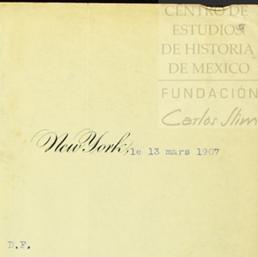 CENTRO DE
ESTUDIOS
DE HISTORIA
DE MEXICO
FUNDACIÓN
Carlos Slim
New York, le 13 mars 1907
D.F.